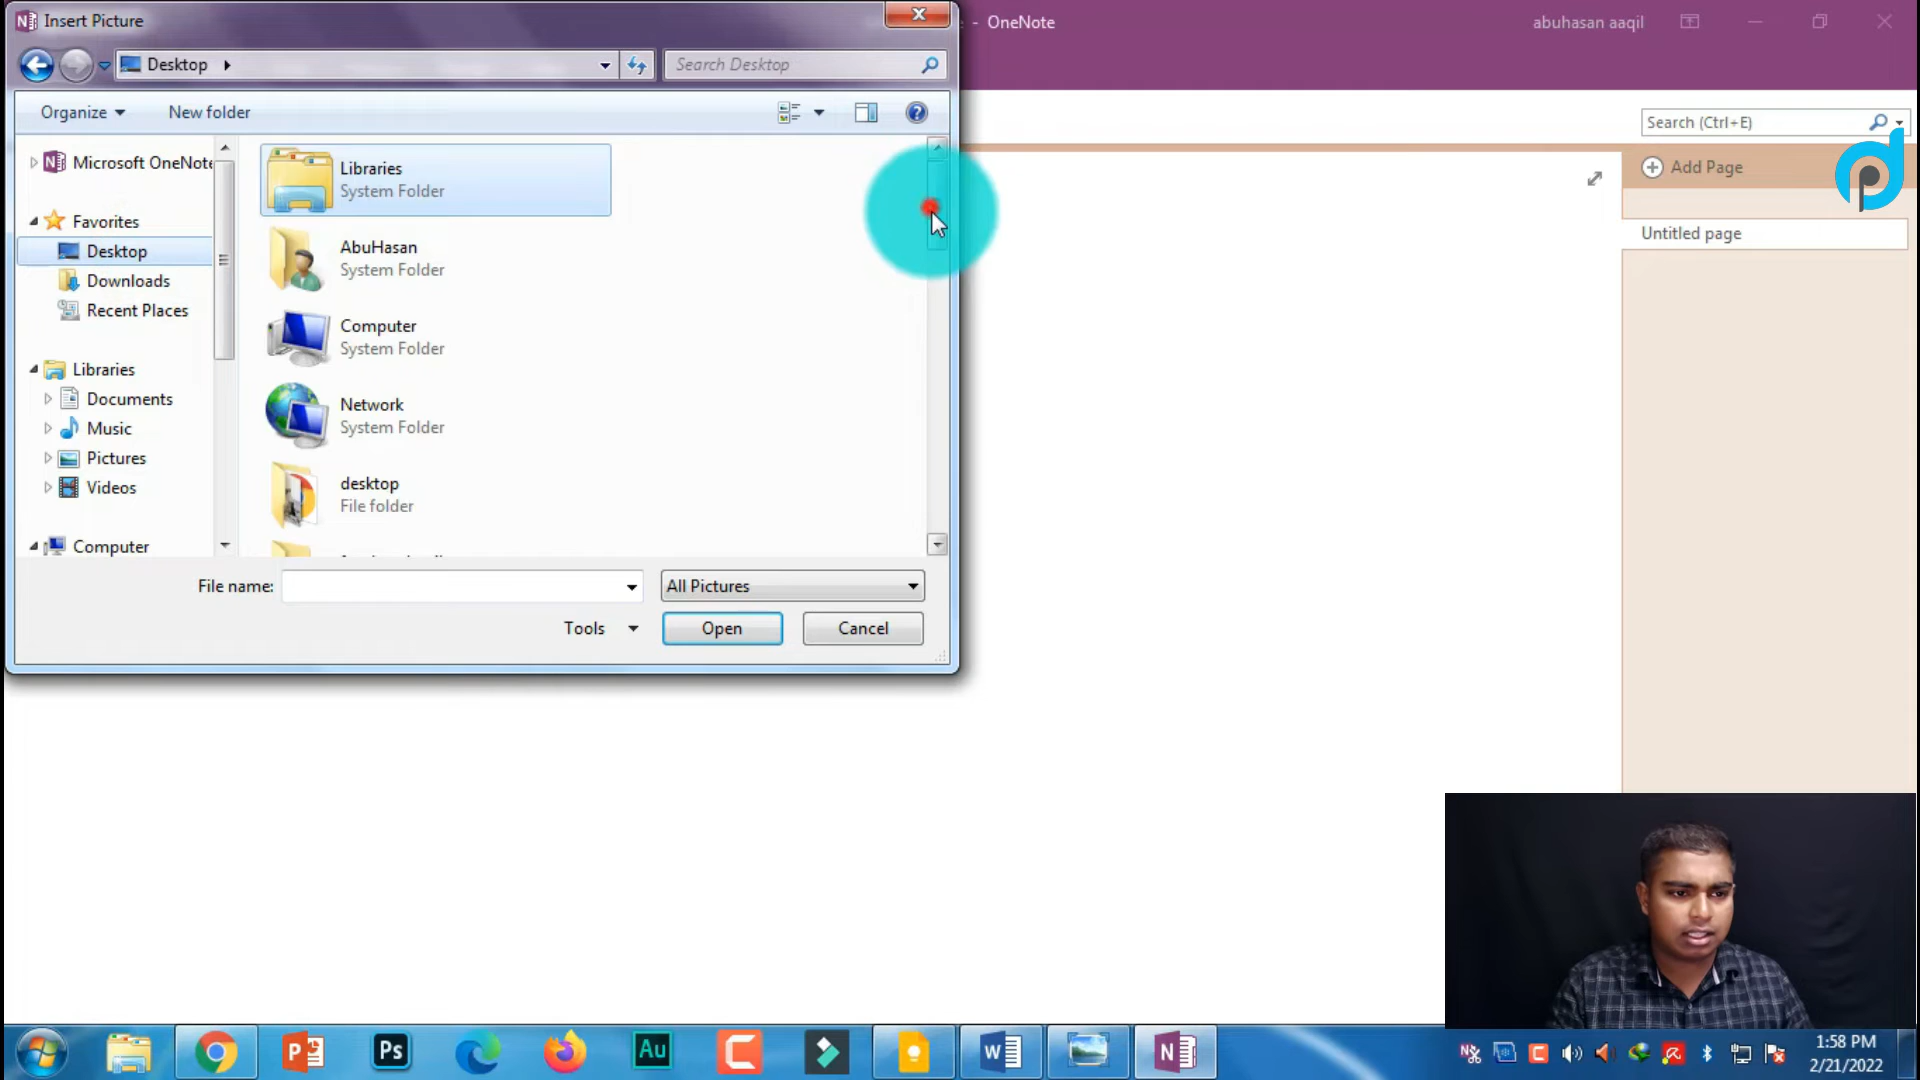 Insert Picture
- OneNote
abuhasan aaqil
Desktop
Search Desktop
Organize
New folder
Search (Ctrl+E)
Microsoft OneNote
Favorites
Desktop
Downloads
Recent Places
Libraries
Documents
Music
Pictures
Videos
Computer
Libraries
System Folder
AbuHasan
System Folder
Computer
System Folder
Network
System Folder
desktop
File folder
Add Page
Untitled page
File name:
All Pictures
Tools
Open
Cancel
Ps
Au
1:58 PM
2/21/2022